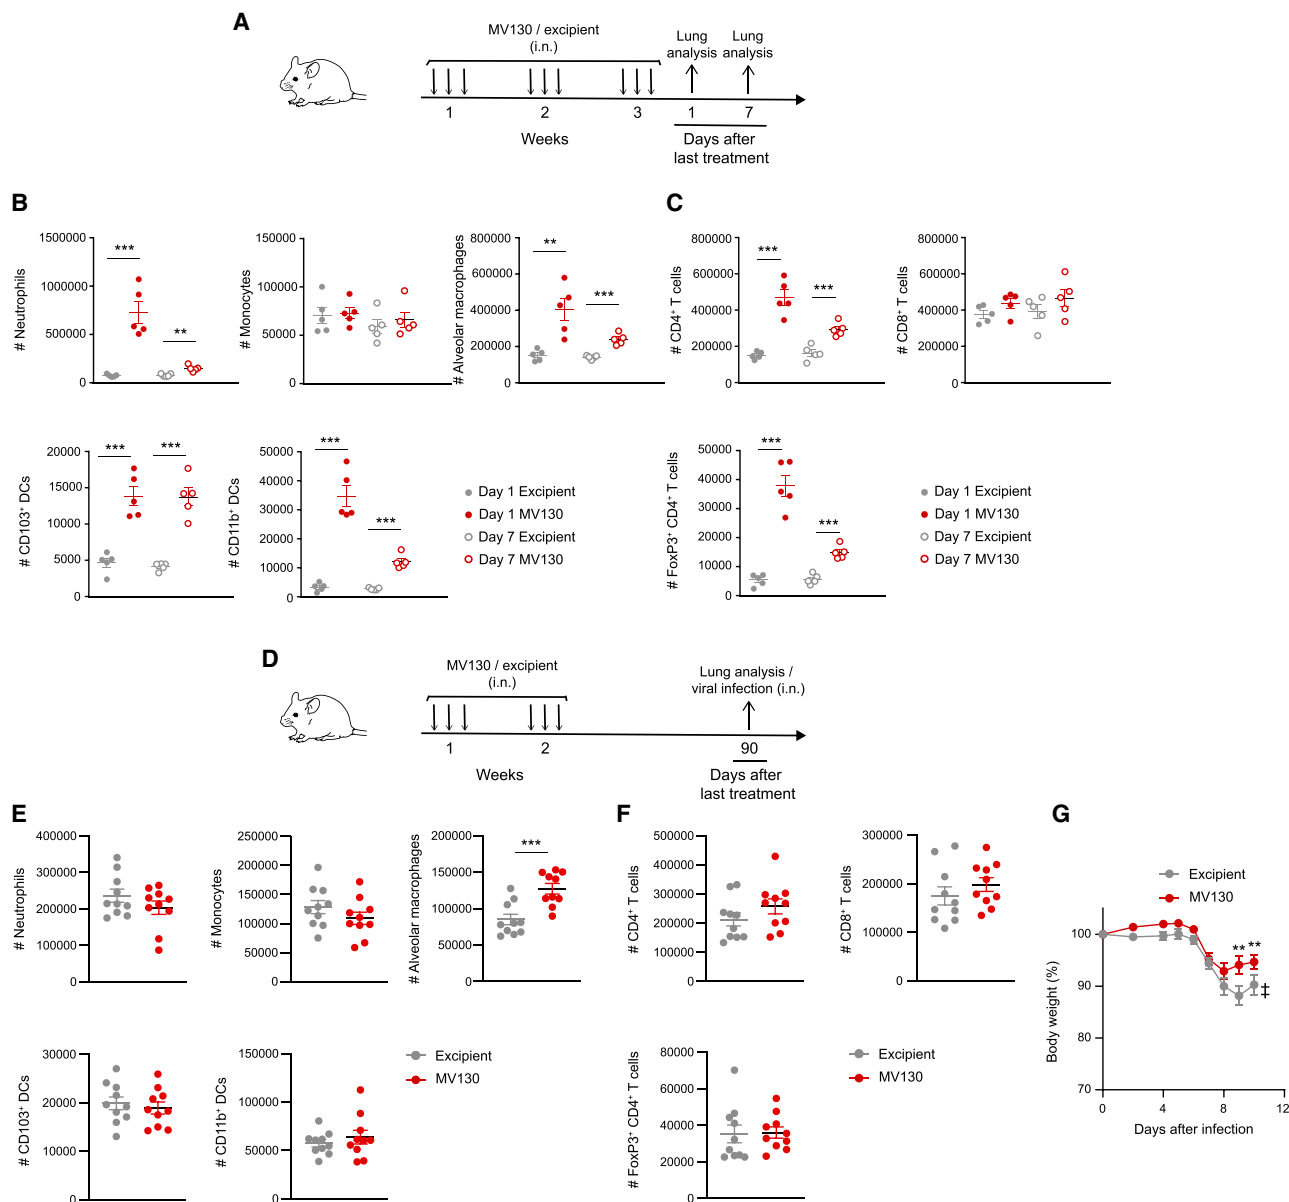 A
MV130 / excipient
(i.n.)
Lung
analysis
Lung
analysis
1
2
3
1
7
Weeks
Days after
last treatment
B
# Neutrophils
1500000
1000000
500000
0
***
**
# Monocytes
150000
100000
50000
0
# Alveolar macrophages
800000
600000
400000
200000
0
**
***
C
# CD4⁺ T cells
800000
600000
400000
200000
0
***
***
# CD8⁺ T cells
800000
600000
400000
200000
0
# CD103⁺ DCs
20000
15000
10000
5000
0
***
***
# CD11b⁺ DCs
50000
40000
30000
20000
10000
0
***
***
Day 1 Excipient
Day 1 MV130
Day 7 Excipient
Day 7 MV130
# FoxP3⁺ CD4⁺ T cells
50000
40000
30000
20000
10000
0
***
***
Day 1 Excipient
Day 1 MV130
Day 7 Excipient
Day 7 MV130
D
MV130 / excipient
(i.n.)
Lung analysis /
viral infection (i.n.)
1
2
90
Weeks
Days after
last treatment
E
# Neutrophils
400000
300000
200000
100000
0
# Monocytes
250000
200000
150000
100000
50000
0
# Alveolar macrophages
200000
150000
100000
50000
0
***
F
# CD4⁺ T cells
500000
400000
300000
200000
100000
0
# CD8⁺ T cells
300000
200000
100000
0
G
Excipient
MV130
Body weight (%)
100
90
80
70
**
**
‡
0
4
8
12
Days after infection
# CD103⁺ DCs
30000
20000
10000
0
# CD11b⁺ DCs
150000
100000
50000
0
Excipient
MV130
# FoxP3⁺ CD4⁺ T cells
80000
60000
40000
20000
0
Excipient
MV130